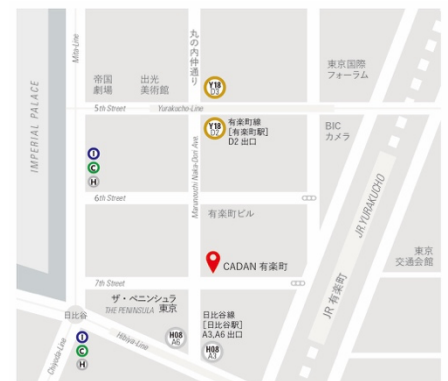 Mita-Line
丸の内仲通り
Y18
D3
帝国
劇場
出光
美術館
東京国際
フォーラム
IMPERIAL PALACE
5th Street
Yurakucho-Line
Y18
D2
有楽町線
[有楽町駅]
D2 出口
BIC
カメラ
I
C
H
Marunouchi Naka-Dori Ave.
6th Street
有楽町ビル
CADAN 有楽町
JR 有楽町
JR.YURAKUCHO
東京
交通会館
7th Street
ザ・ペニンシュラ
THE PENINSULA 東京
日比谷
日比谷線
[日比谷駅]
A3,A6 出口
Hibiya-Line
H08
A6
H08
A3
Chiyoda-Line
I
C
H